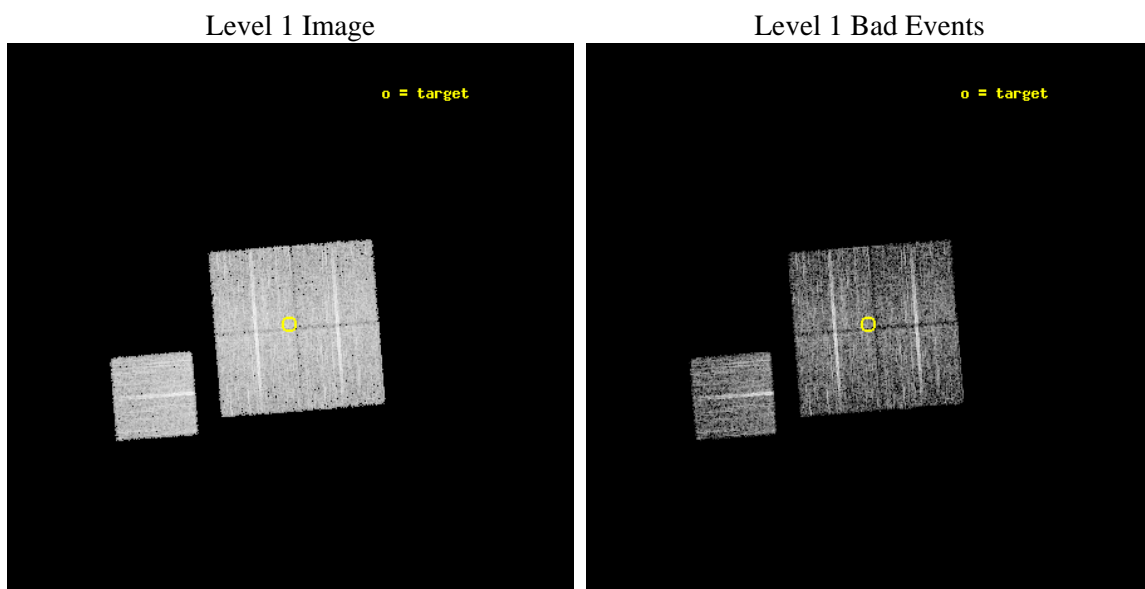 Level 1 Image
Level 1 Bad Events
o = target
o = target